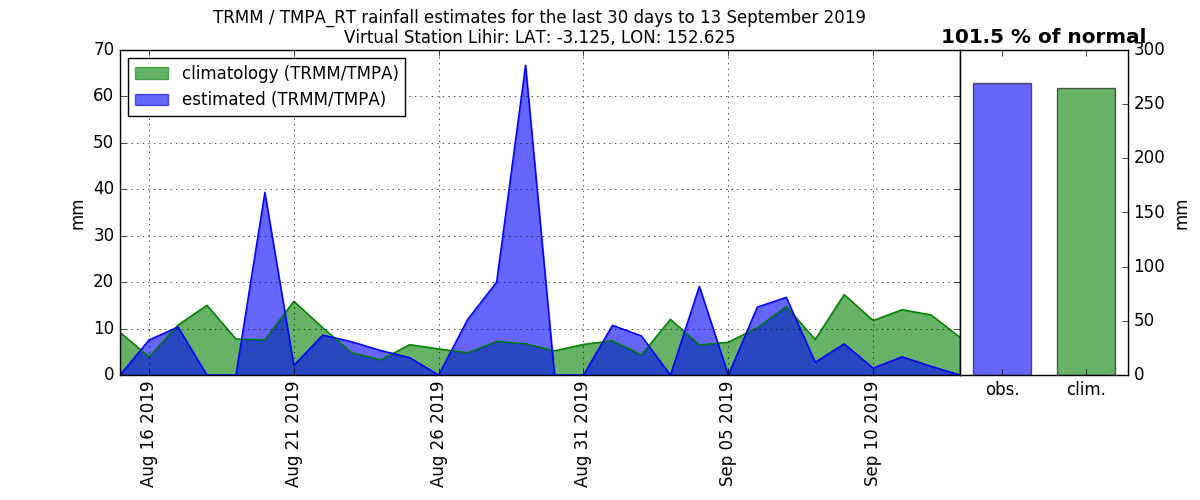 TRMM / TMPA_RT rainfall estimates for the last 30 days to 13 September 2019
Virtual Station Lihir: LAT: -3.125, LON: 152.625
101.5 % of normal
climatology (TRMM/TMPA)
estimated (TRMM/TMPA)
70
60
50
40
30
20
10
0
mm
Aug 16 2019
Aug 21 2019
Aug 26 2019
Aug 31 2019
Sep 05 2019
Sep 10 2019
300
250
200
150
100
50
0
mm
obs.
clim.